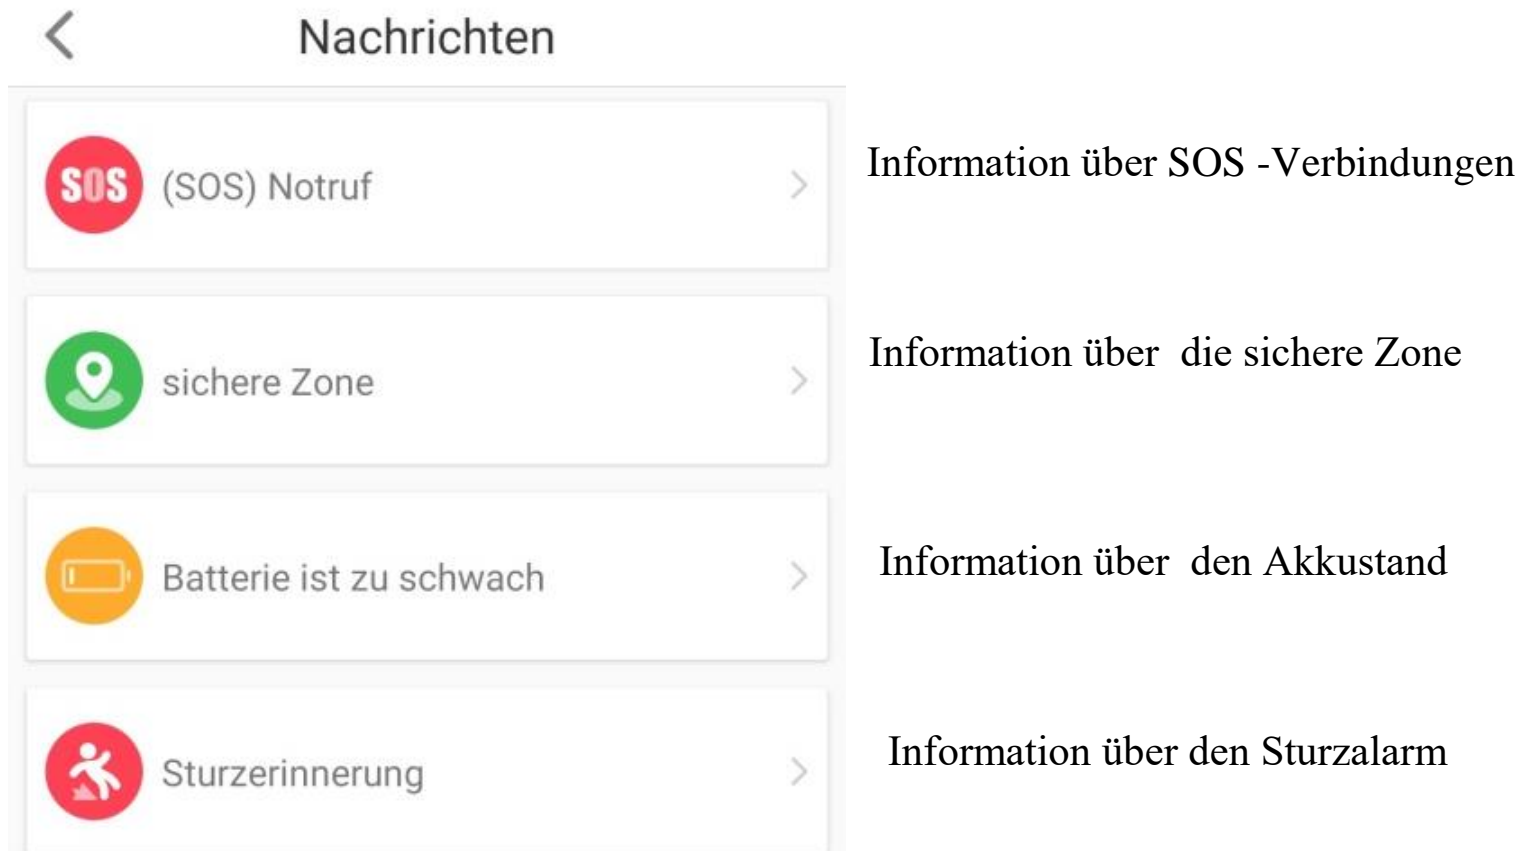 Nachrichten
SOS (SOS) Notruf
Information über SOS -Verbindungen
sichere Zone
Information über die sichere Zone
Batterie ist zu schwach
Information über den Akkustand
Sturzerinnerung
Information über den Sturzalarm